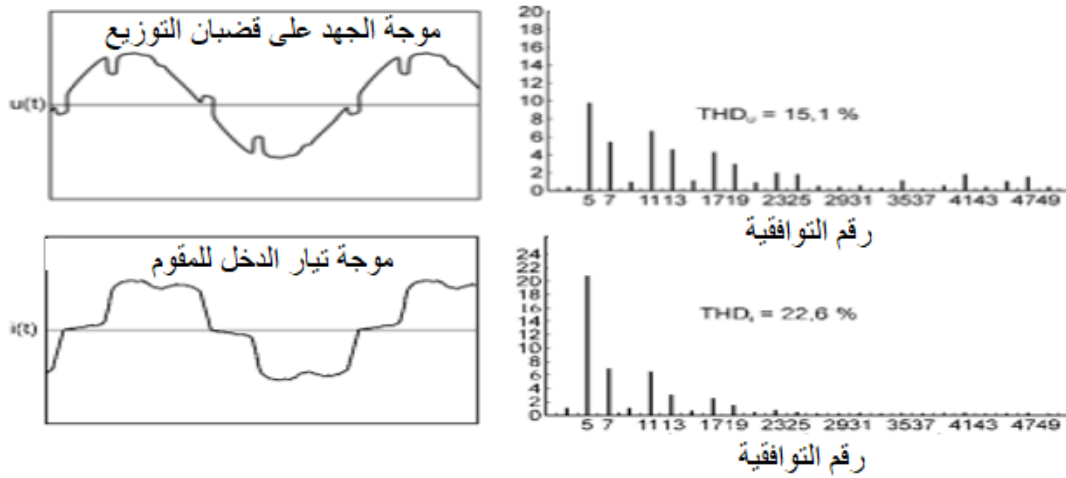 موجة الجهد على قضبان التوزيع
u(t)
20
18
16
14
12
10
8
6
4
2
0
THDᵤ = 15,1 %
5 7 1113 1719 2325 2931 3537 4143 4749
رقم التوافقية
موجة تيار الدخل للمقوم
i(t)
24
22
20
18
16
14
12
10
8
6
4
2
0
THDᵢ = 22,6 %
5 7 1113 1719 2325 2931 3537 4143 4749
رقم التوافقية